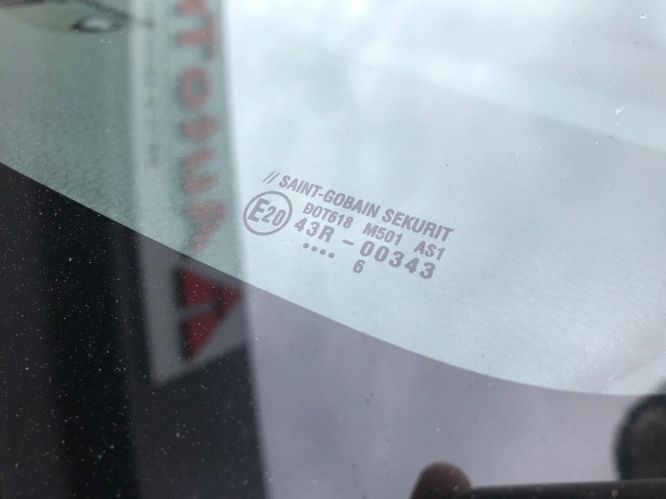 // SAINT-GOBAIN SEKURIT
E20
DOT618 M501 AS1
43R - 00343
.... 6